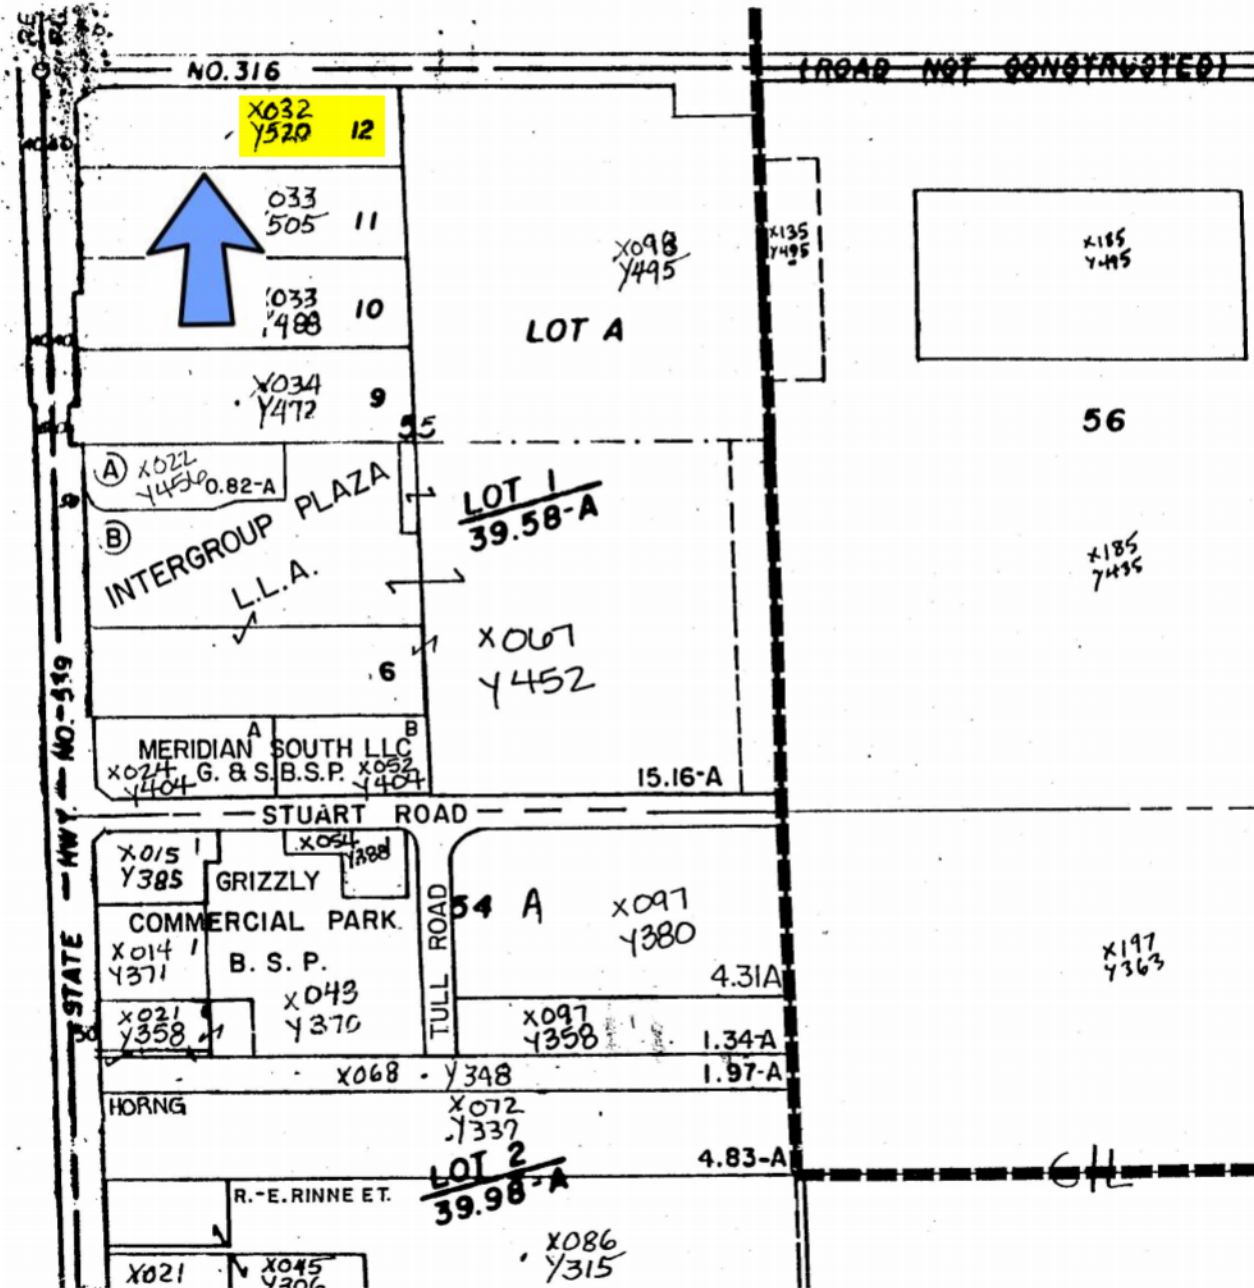 NO.316
(ROAD NOT CONSTRUCTED)
X032
Y520 12
033
505 11
X098
Y495
X135
Y495
X185
Y495
033
488 10
LOT A
X034
Y472 9
55
56
A X022
Y456 0.82-A
B
INTERGROUP PLAZA
L.L.A.
LOT 1
39.58-A
X185
Y435
X067
Y452
6
A B
MERIDIAN SOUTH LLC
G. & S. B.S.P.
X024
Y404
X052
Y404
15.16-A
STUART ROAD
STATE HWY. NO. 539
X015 1
Y385
X054
Y388
GRIZZLY
COMMERCIAL PARK
B. S. P.
X014 1
Y371
X043
Y370
X021
Y358
50
TULL ROAD
54 A
X097
Y380
4.31A
X197
Y363
X097
Y358
1.34-A
X068 Y348 1.97-A
HORNG
X072
Y337
4.83-A
LOT 2
39.98-A
R.-E. RINNE ET.
X086
Y315
X021
X045
Y306